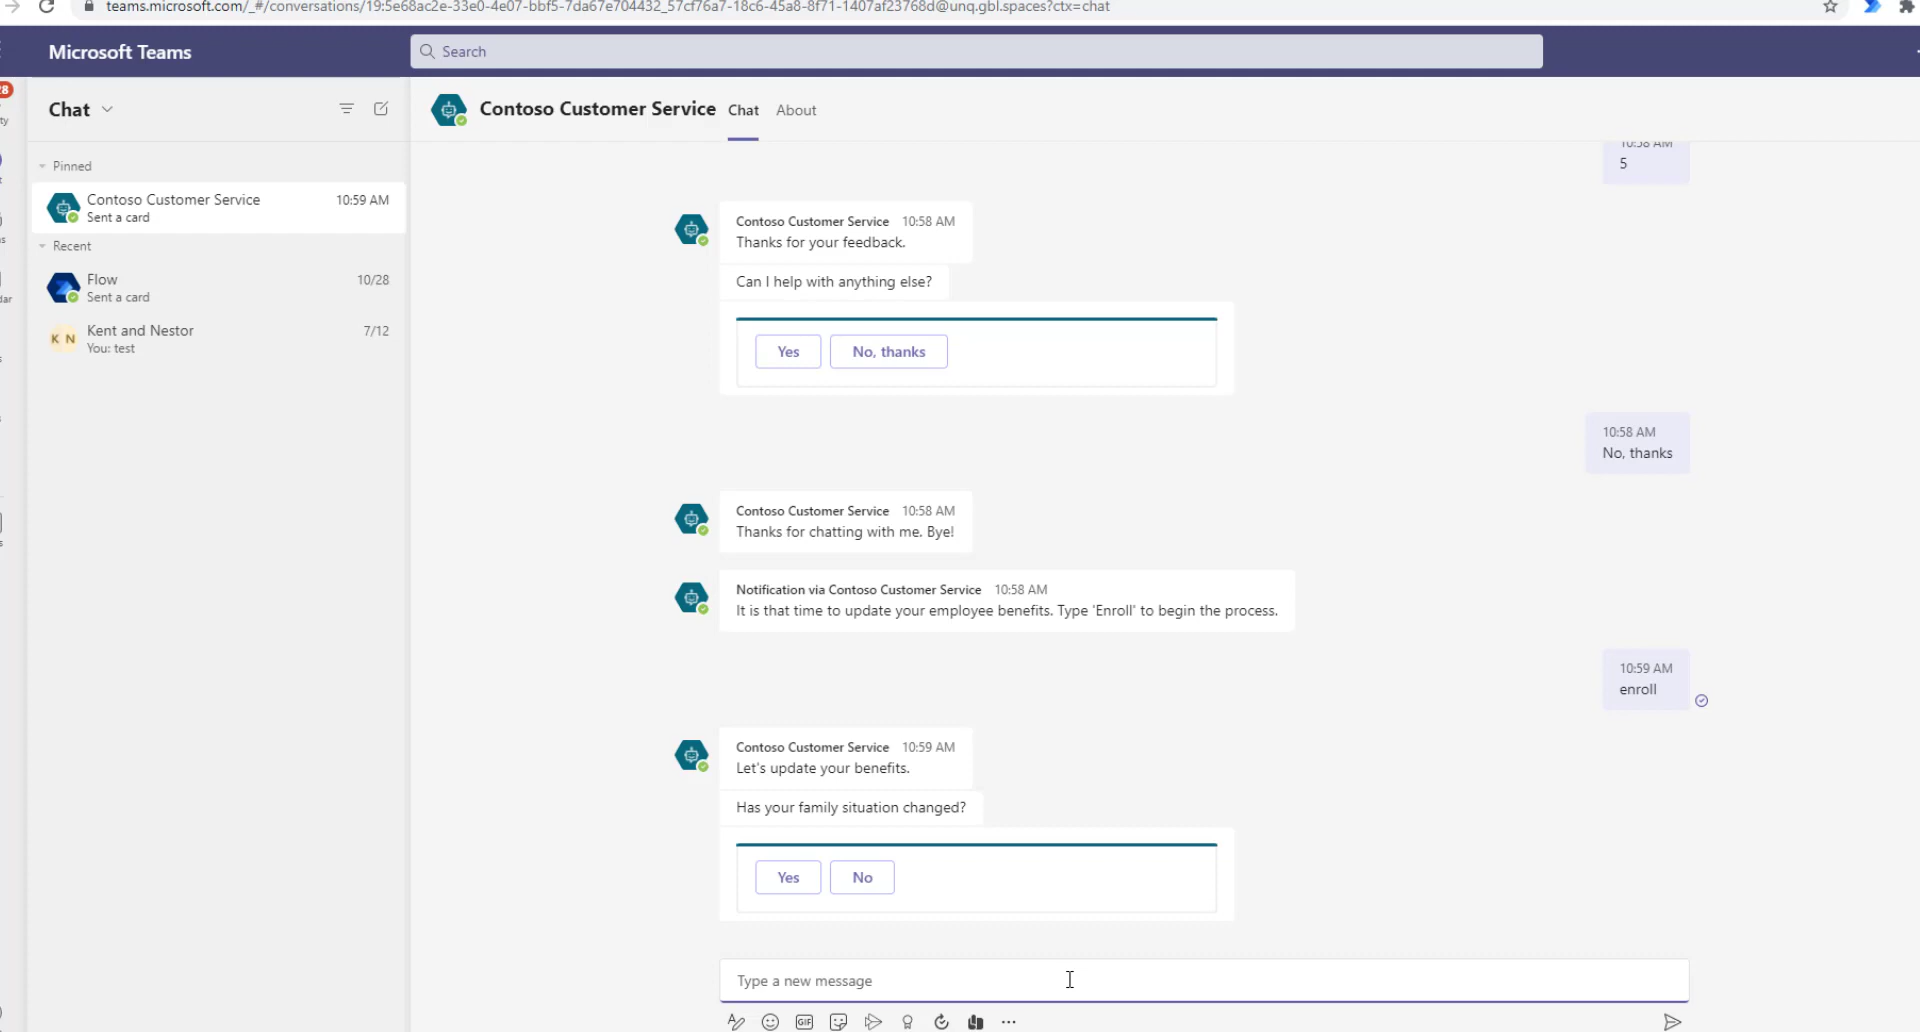 teams.microsoft.com/_#/conversations/19:5e68ac2e-33e0-4e07-bbf5-7da67e704432_57cf76a7-18c6-45a8-8f71-1407af23768d@unq.gbl.spaces?ctx=chat
Microsoft Teams
Search
Chat
Pinned
Contoso Customer Service 10:59 AM
Sent a card
Recent
Flow 10/28
Sent a card
K N
Kent and Nestor 7/12
You: test
Contoso Customer Service Chat About
10:58 AM
5
Contoso Customer Service 10:58 AM
Thanks for your feedback.
Can I help with anything else?
Yes No, thanks
10:58 AM
No, thanks
Contoso Customer Service 10:58 AM
Thanks for chatting with me. Bye!
Notification via Contoso Customer Service 10:58 AM
It is that time to update your employee benefits. Type 'Enroll' to begin the process.
10:59 AM
enroll
Contoso Customer Service 10:59 AM
Let's update your benefits.
Has your family situation changed?
Yes No
Type a new message
GIF